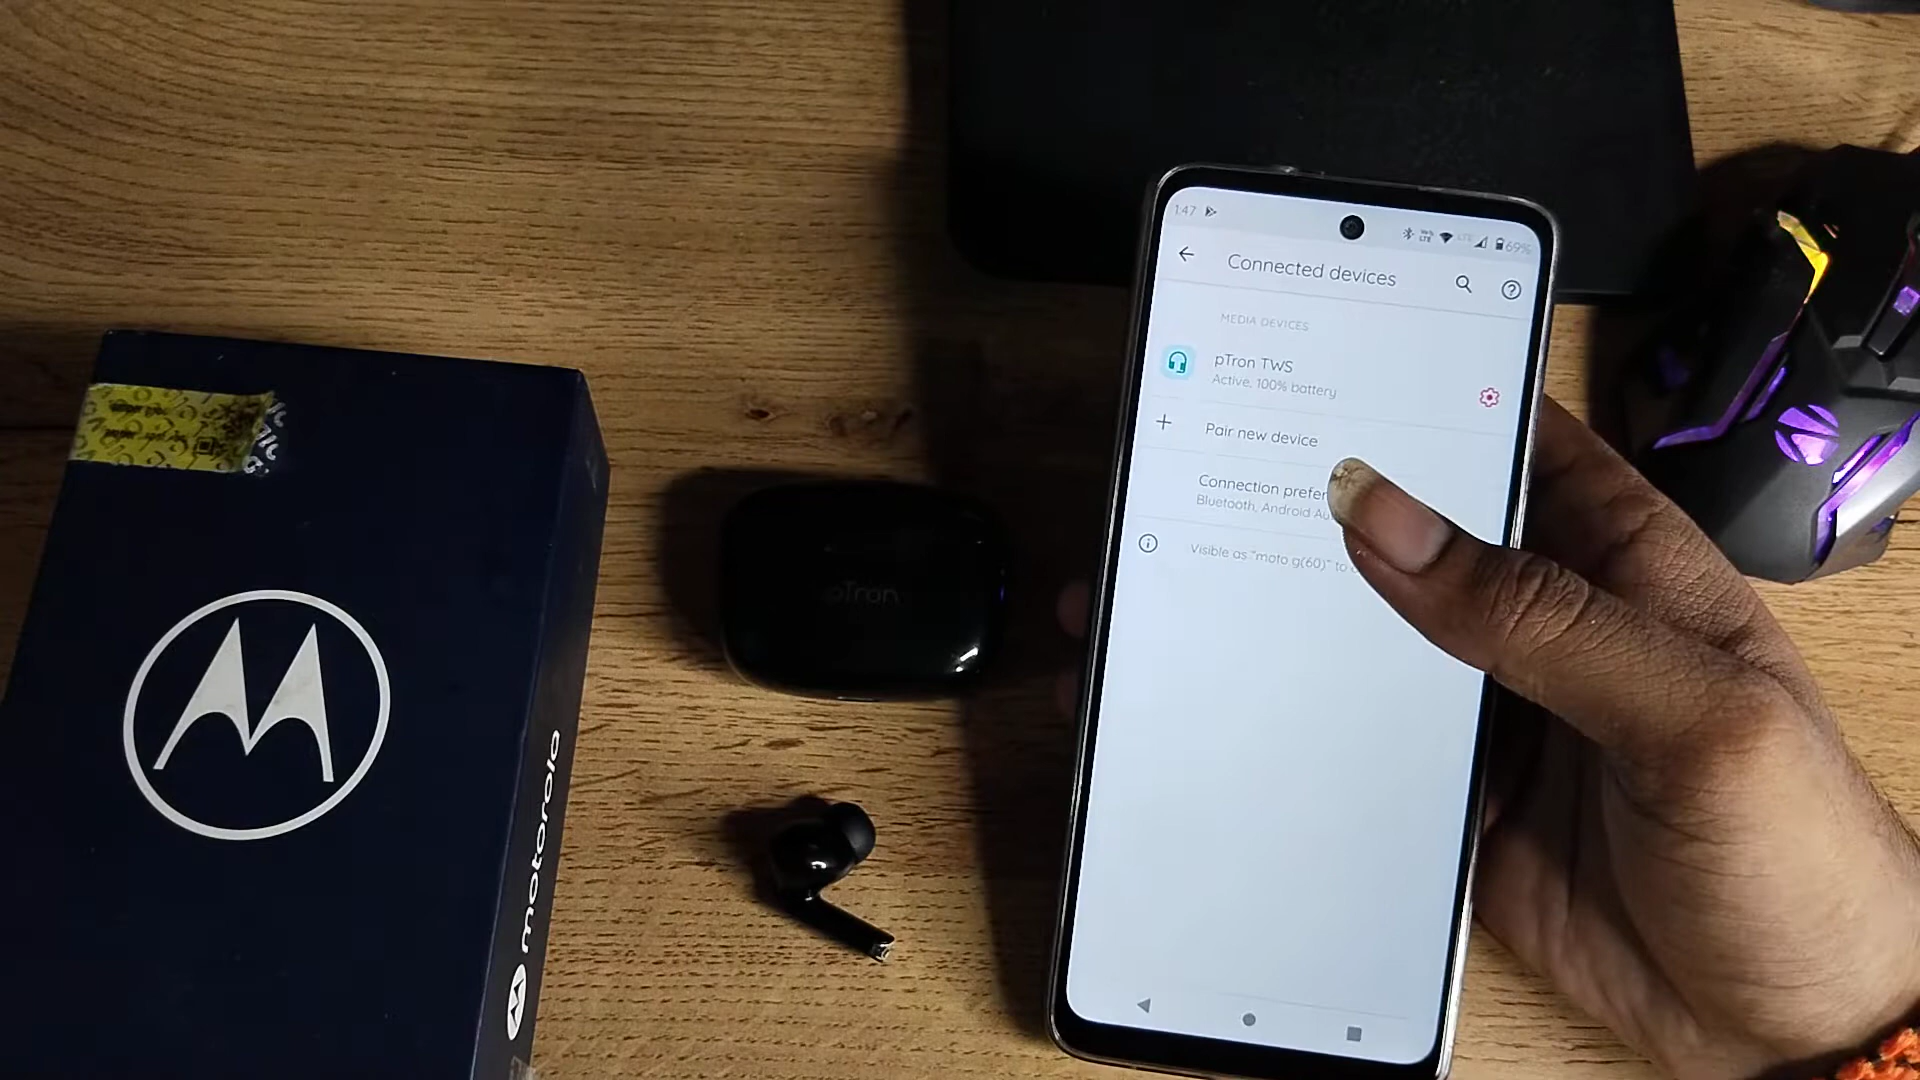 1:47
69%
Connected devices
MEDIA DEVICES
pTron TWS
Active, 100% battery
Pair new device
Connection prefer
Bluetooth, Android Au
Visible as "moto g(60)" to
pTron
motorola